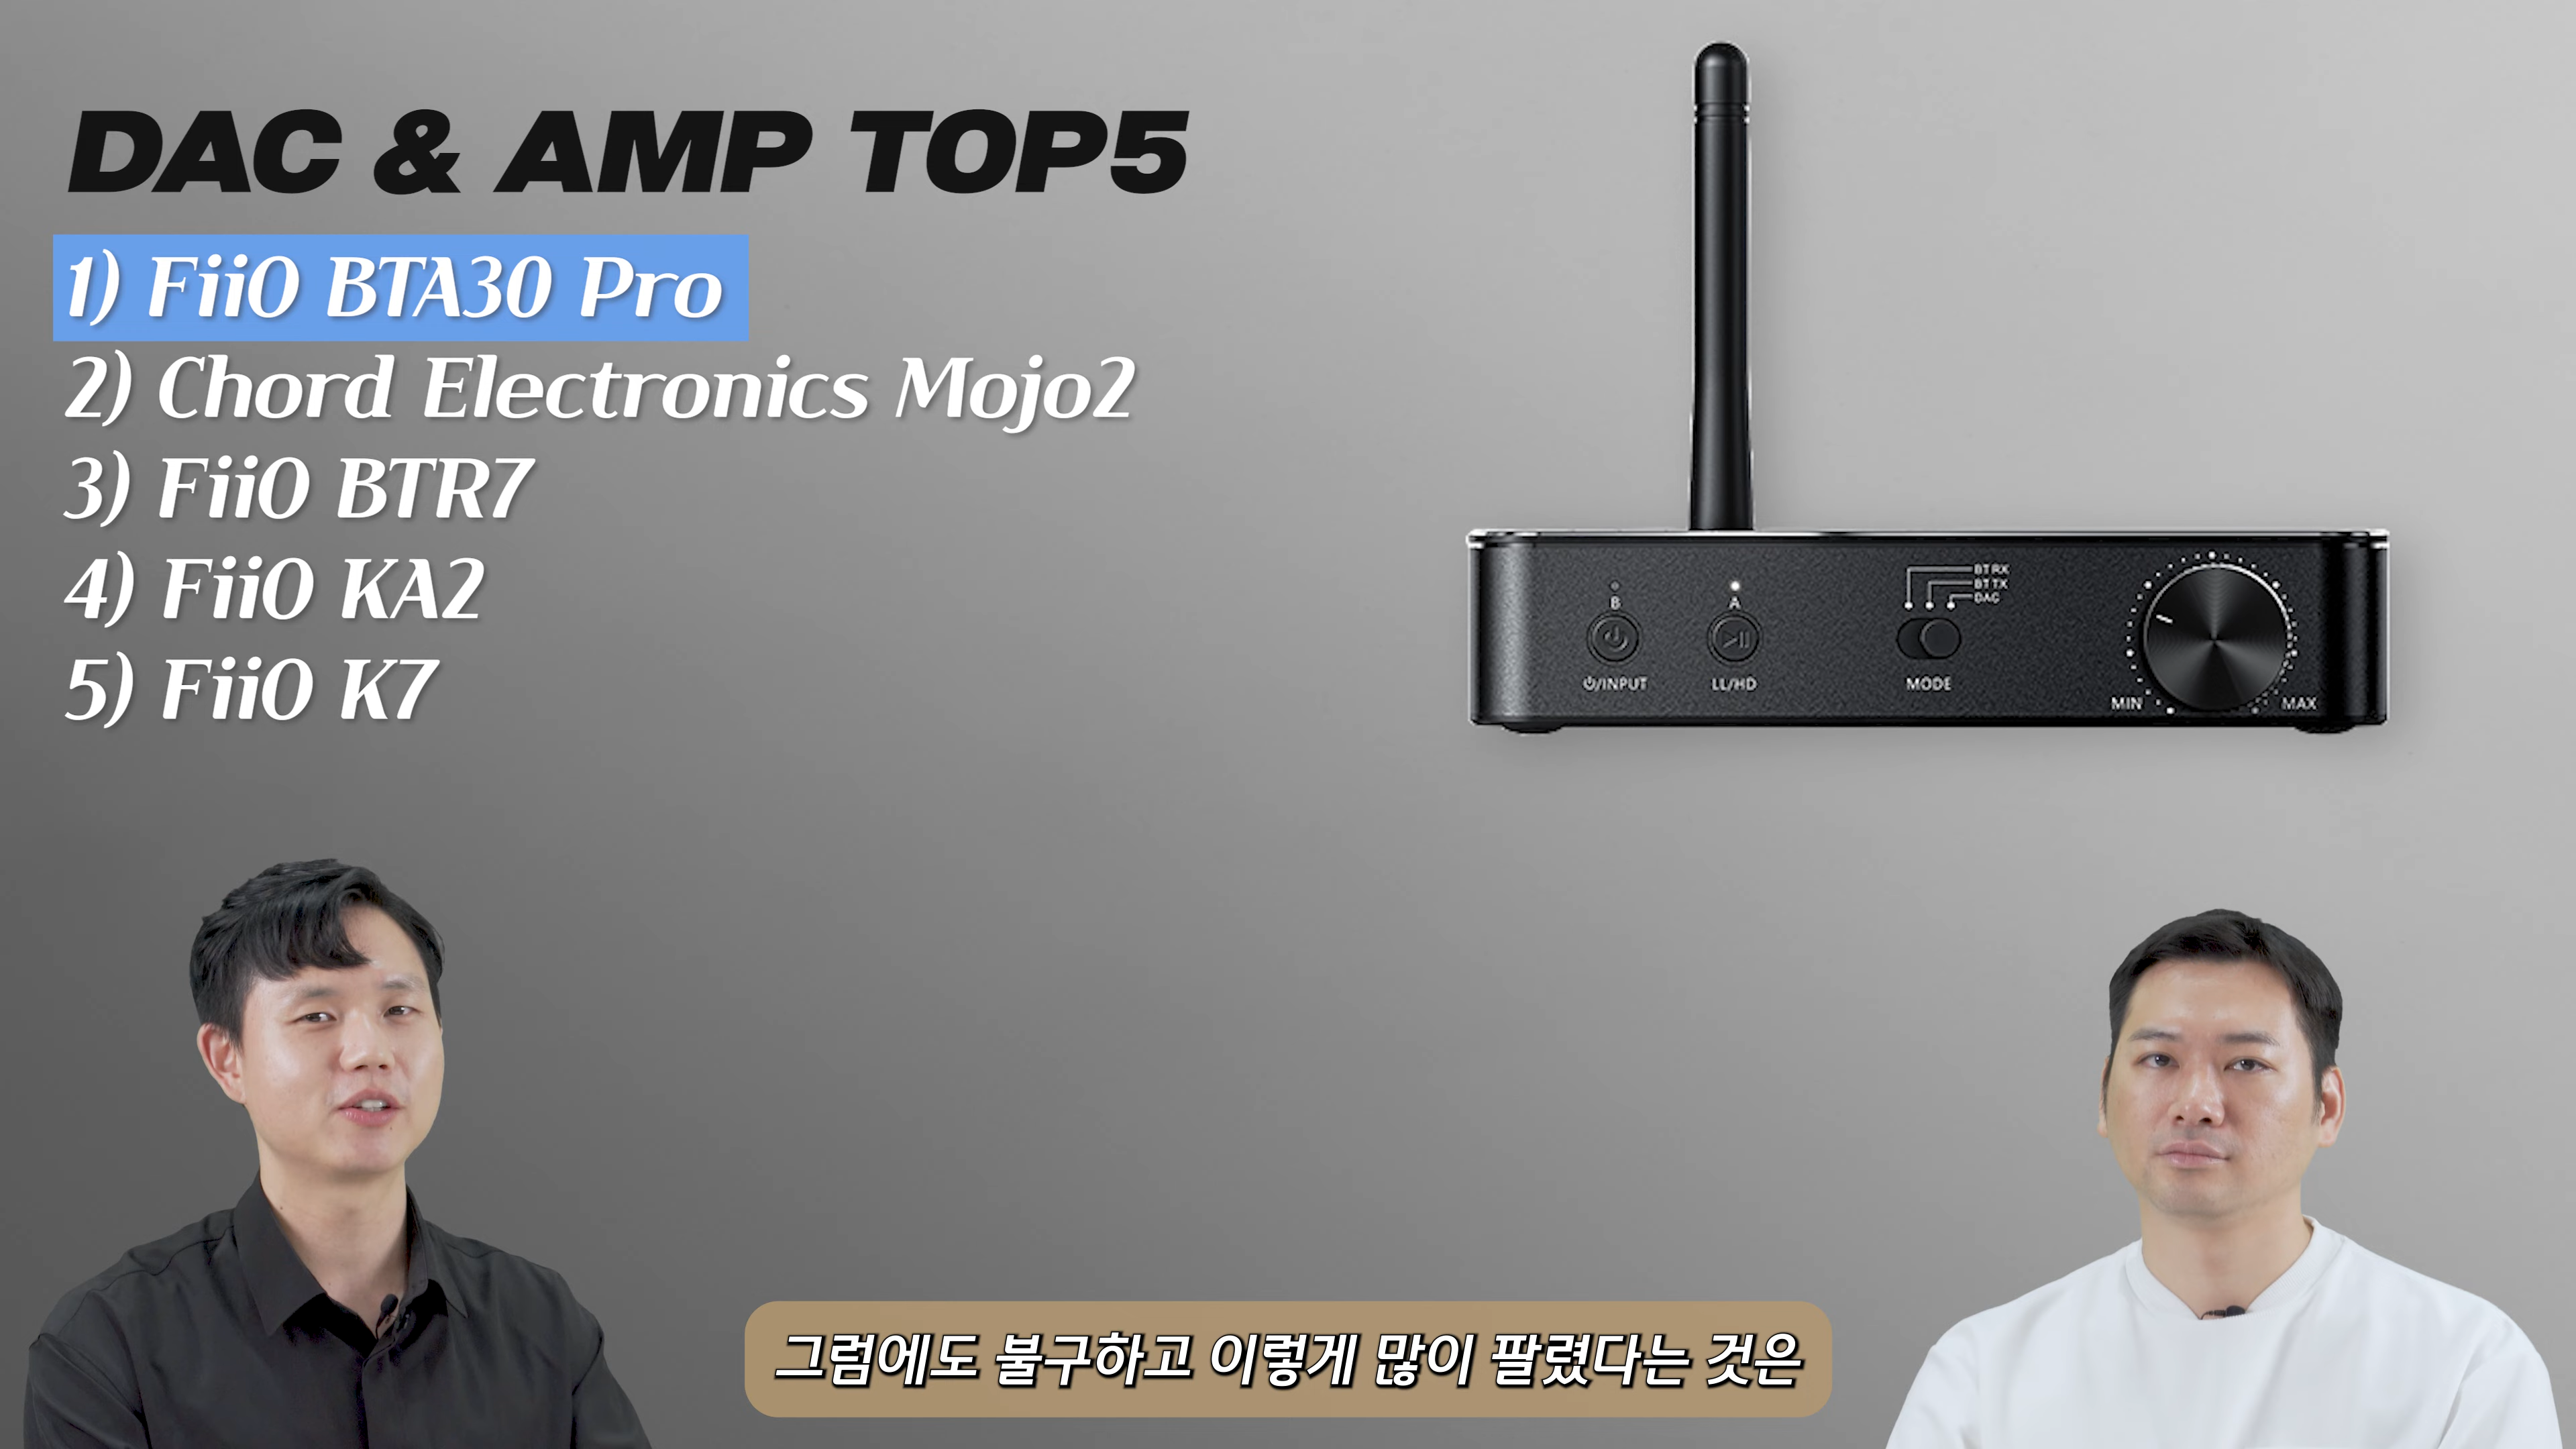 DAC & AMP TOP5
1) FiiO BTA30 Pro
2) Chord Electronics Mojo2
3) FiiO BTR7
4) FiiO KA2
5) FiiO K7
BT RX
BT TX
DAC
B
A
⏻/INPUT
LL/HD
MODE
MIN
MAX
그럼에도 불구하고 이렇게 많이 팔렸다는 것은